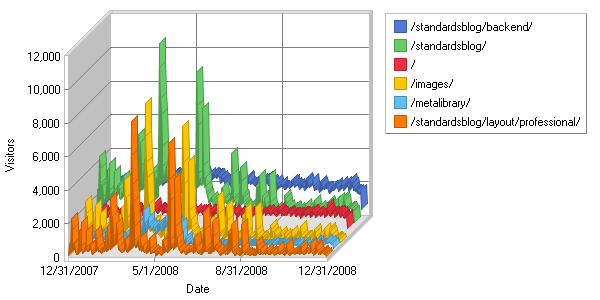 12,000
10,000
8,000
6,000
4,000
2,000
0
Visitors
12/31/2007
5/1/2008
8/31/2008
12/31/2008
Date
/standardsblog/backend/
/standardsblog/
/
/images/
/metalibrary/
/standardsblog/layout/professional/